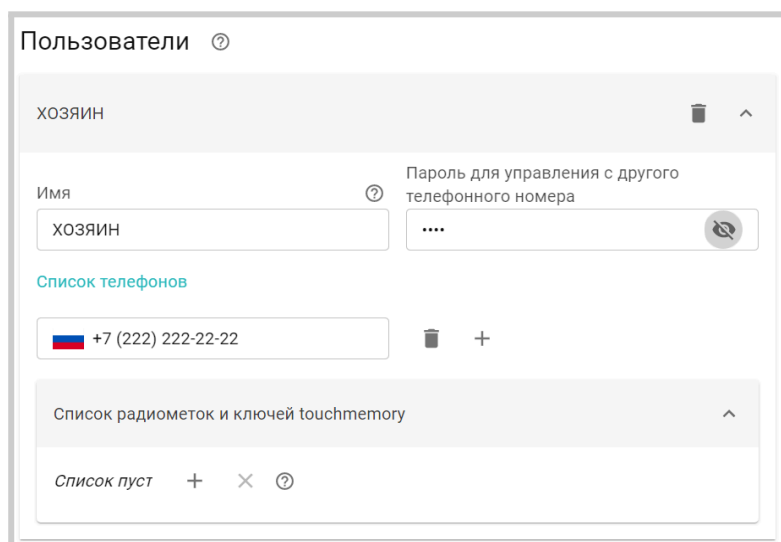 Пользователи
ХОЗЯИН
Имя
Пароль для управления с другого
телефонного номера
ХОЗЯИН
••••
Список телефонов
+7 (222) 222-22-22
Список радиометок и ключей touchmemory
Список пуст